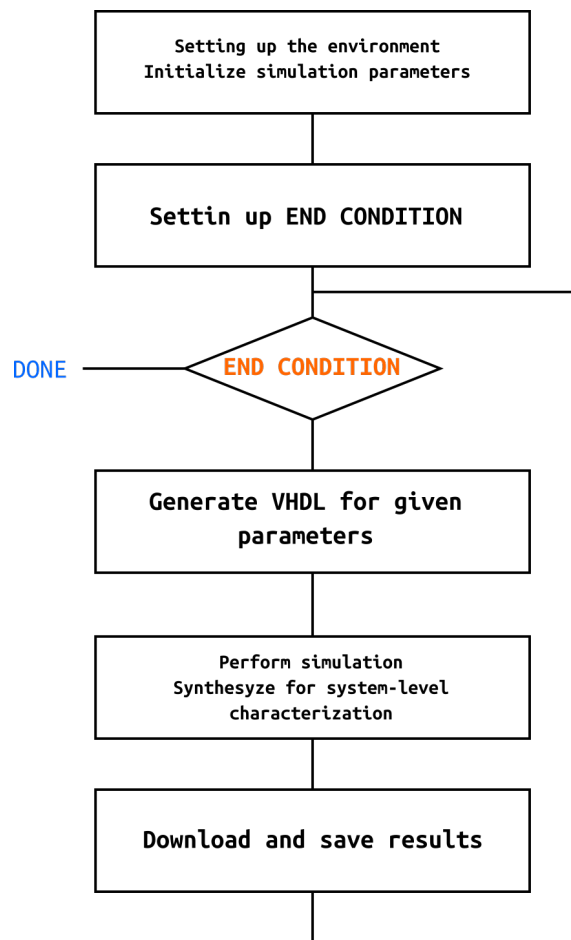 Setting up the environment
Initialize simulation parameters
Settin up END CONDITION
DONE
END CONDITION
Generate VHDL for given
parameters
Perform simulation
Synthesyze for system-level
characterization
Download and save results